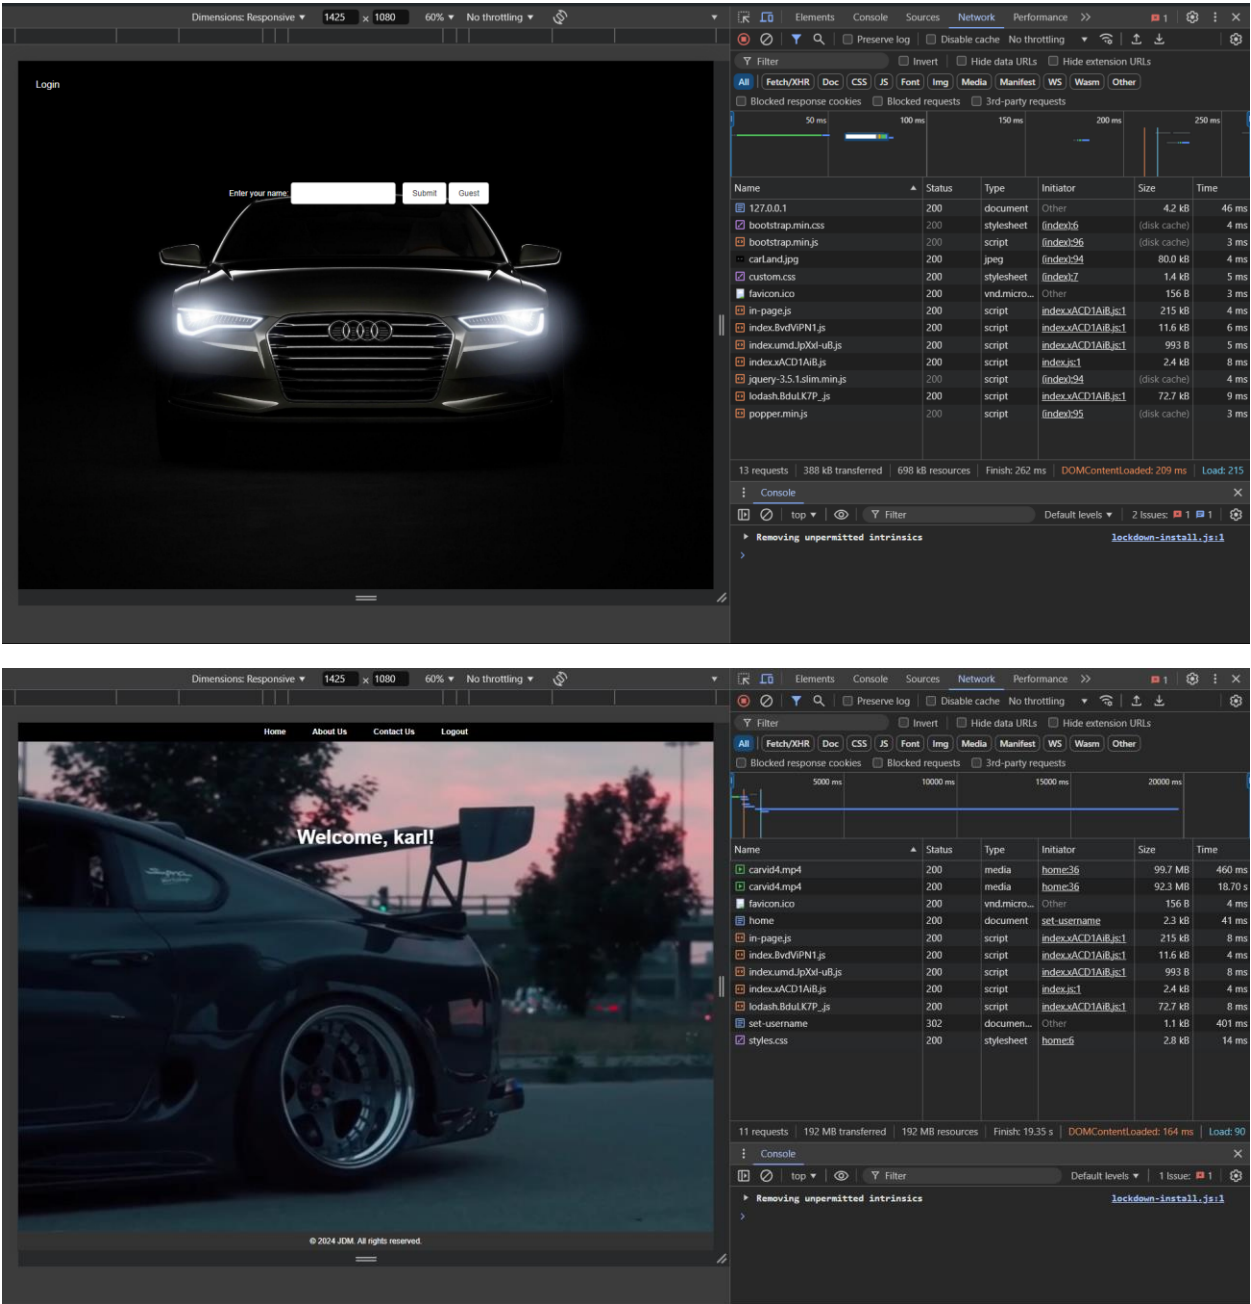 Dimensions: Responsive ▼ 1425 x 1080 60% ▼ No throttling ▼
Elements Console Sources Network Performance >> 1
Preserve log Disable cache No throttling ▼
Filter Invert Hide data URLs Hide extension URLs
All Fetch/XHR Doc CSS JS Font Img Media Manifest WS Wasm Other
Blocked response cookies Blocked requests 3rd-party requests
50 ms 100 ms 150 ms 200 ms 250 ms
Login
Enter your name: Submit Guest
Name Status Type Initiator Size Time
127.0.0.1 200 document Other 4.2 kB 46 ms
bootstrap.min.css 200 stylesheet (index):6 (disk cache) 4 ms
bootstrap.min.js 200 script (index):96 (disk cache) 3 ms
carLand.jpg 200 jpeg (index):94 80.0 kB 4 ms
custom.css 200 stylesheet (index):7 1.4 kB 5 ms
favicon.ico 200 vnd.micro... Other 156 B 3 ms
in-page.js 200 script index.xACD1AiB.js:1 215 kB 4 ms
index.BvdViPN1.js 200 script index.xACD1AiB.js:1 11.6 kB 6 ms
index.umd.JpXxl-uB.js 200 script index.xACD1AiB.js:1 993 B 5 ms
index.xACD1AiB.js 200 script index.js:1 2.4 kB 8 ms
jquery-3.5.1.slim.min.js 200 script (index):94 (disk cache) 4 ms
lodash.BduLK7P_.js 200 script index.xACD1AiB.js:1 72.7 kB 9 ms
popper.min.js 200 script (index):95 (disk cache) 3 ms
13 requests 388 kB transferred 698 kB resources Finish: 262 ms DOMContentLoaded: 209 ms Load: 215
Console
top ▼ Filter Default levels ▼ 2 Issues: 1 1
Removing unpermitted intrinsics lockdown-install.js:1
Dimensions: Responsive ▼ 1425 x 1080 60% ▼ No throttling ▼
Elements Console Sources Network Performance >> 1
Preserve log Disable cache No throttling ▼
Filter Invert Hide data URLs Hide extension URLs
All Fetch/XHR Doc CSS JS Font Img Media Manifest WS Wasm Other
Blocked response cookies Blocked requests 3rd-party requests
5000 ms 10000 ms 15000 ms 20000 ms
Home About Us Contact Us Logout
Welcome, karl!
Supra
© 2024 JDM. All rights reserved.
Name Status Type Initiator Size Time
carvid4.mp4 200 media home:36 99.7 MB 460 ms
carvid4.mp4 200 media home:36 92.3 MB 18.70 s
favicon.ico 200 vnd.micro... Other 156 B 4 ms
home 200 document set-username 2.3 kB 41 ms
in-page.js 200 script index.xACD1AiB.js:1 215 kB 8 ms
index.BvdViPN1.js 200 script index.xACD1AiB.js:1 11.6 kB 4 ms
index.umd.JpXxl-uB.js 200 script index.xACD1AiB.js:1 993 B 8 ms
index.xACD1AiB.js 200 script index.js:1 2.4 kB 4 ms
lodash.BduLK7P_.js 200 script index.xACD1AiB.js:1 72.7 kB 8 ms
set-username 302 documen... Other 1.1 kB 401 ms
styles.css 200 stylesheet home:6 2.8 kB 14 ms
11 requests 192 MB transferred 192 MB resources Finish: 19.35 s DOMContentLoaded: 164 ms Load: 90
Console
top ▼ Filter Default levels ▼ 1 Issue: 1
Removing unpermitted intrinsics lockdown-install.js:1